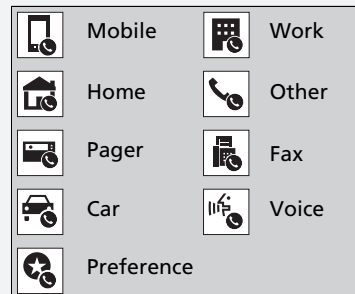 Mobile Work
Home Other
Pager Fax
Car Voice
Preference